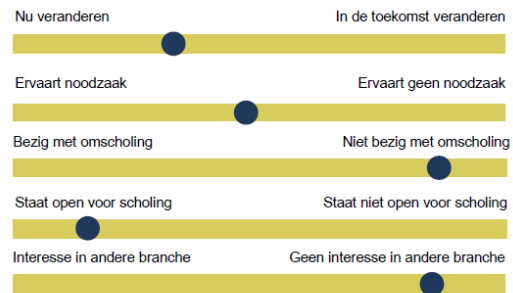 Nu veranderen In de toekomst veranderen
Ervaart noodzaak Ervaart geen noodzaak
Bezig met omscholing Niet bezig met omscholing
Staat open voor scholing Staat niet open voor scholing
Interesse in andere branche Geen interesse in andere branche